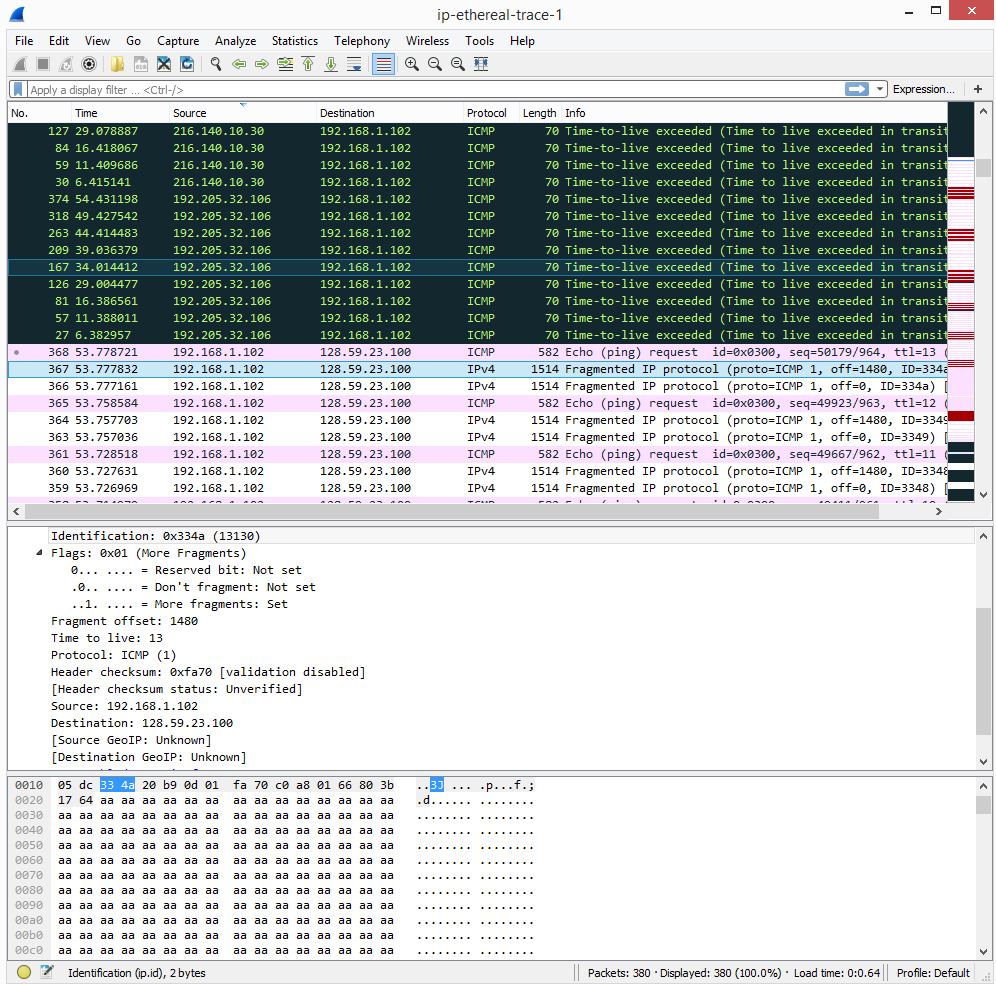 ip-ethereal-trace-1
File Edit View Go Capture Analyze Statistics Telephony Wireless Tools Help
Apply a display filter ... <Ctrl-/> Expression... +
No. Time Source Destination Protocol Length Info
127 29.078887 216.140.10.30 192.168.1.102 ICMP 70 Time-to-live exceeded (Time to live exceeded in transit
84 16.418067 216.140.10.30 192.168.1.102 ICMP 70 Time-to-live exceeded (Time to live exceeded in transit
59 11.409686 216.140.10.30 192.168.1.102 ICMP 70 Time-to-live exceeded (Time to live exceeded in transit
30 6.415141 216.140.10.30 192.168.1.102 ICMP 70 Time-to-live exceeded (Time to live exceeded in transit
374 54.431198 192.205.32.106 192.168.1.102 ICMP 70 Time-to-live exceeded (Time to live exceeded in transit
318 49.427542 192.205.32.106 192.168.1.102 ICMP 70 Time-to-live exceeded (Time to live exceeded in transit
263 44.414483 192.205.32.106 192.168.1.102 ICMP 70 Time-to-live exceeded (Time to live exceeded in transit
209 39.036379 192.205.32.106 192.168.1.102 ICMP 70 Time-to-live exceeded (Time to live exceeded in transit
167 34.014412 192.205.32.106 192.168.1.102 ICMP 70 Time-to-live exceeded (Time to live exceeded in transit
126 29.004477 192.205.32.106 192.168.1.102 ICMP 70 Time-to-live exceeded (Time to live exceeded in transit
81 16.386561 192.205.32.106 192.168.1.102 ICMP 70 Time-to-live exceeded (Time to live exceeded in transit
57 11.388011 192.205.32.106 192.168.1.102 ICMP 70 Time-to-live exceeded (Time to live exceeded in transit
27 6.382957 192.205.32.106 192.168.1.102 ICMP 70 Time-to-live exceeded (Time to live exceeded in transit
368 53.778721 192.168.1.102 128.59.23.100 ICMP 582 Echo (ping) request id=0x0300, seq=50179/964, ttl=13 (
367 53.777832 192.168.1.102 128.59.23.100 IPv4 1514 Fragmented IP protocol (proto=ICMP 1, off=1480, ID=334a
366 53.777161 192.168.1.102 128.59.23.100 IPv4 1514 Fragmented IP protocol (proto=ICMP 1, off=0, ID=334a) [
365 53.758584 192.168.1.102 128.59.23.100 ICMP 582 Echo (ping) request id=0x0300, seq=49923/963, ttl=12 (
364 53.757703 192.168.1.102 128.59.23.100 IPv4 1514 Fragmented IP protocol (proto=ICMP 1, off=1480, ID=3349
363 53.757036 192.168.1.102 128.59.23.100 IPv4 1514 Fragmented IP protocol (proto=ICMP 1, off=0, ID=3349) [
361 53.728518 192.168.1.102 128.59.23.100 ICMP 582 Echo (ping) request id=0x0300, seq=49667/962, ttl=11 (
360 53.727631 192.168.1.102 128.59.23.100 IPv4 1514 Fragmented IP protocol (proto=ICMP 1, off=1480, ID=3348
359 53.726969 192.168.1.102 128.59.23.100 IPv4 1514 Fragmented IP protocol (proto=ICMP 1, off=0, ID=3348) [
Identification: 0x334a (13130)
Flags: 0x01 (More Fragments)
0... .... = Reserved bit: Not set
.0.. .... = Don't fragment: Not set
..1. .... = More fragments: Set
Fragment offset: 1480
Time to live: 13
Protocol: ICMP (1)
Header checksum: 0xfa70 [validation disabled]
[Header checksum status: Unverified]
Source: 192.168.1.102
Destination: 128.59.23.100
[Source GeoIP: Unknown]
[Destination GeoIP: Unknown]
0010 05 dc 33 4a 20 b9 0d 01 fa 70 c0 a8 01 66 80 3b ..3J .... .p...f.;
0020 17 64 aa aa aa aa aa aa aa aa aa aa aa aa aa aa .d...... ........
0030 aa aa aa aa aa aa aa aa aa aa aa aa aa aa aa aa ........ ........
0040 aa aa aa aa aa aa aa aa aa aa aa aa aa aa aa aa ........ ........
0050 aa aa aa aa aa aa aa aa aa aa aa aa aa aa aa aa ........ ........
0060 aa aa aa aa aa aa aa aa aa aa aa aa aa aa aa aa ........ ........
0070 aa aa aa aa aa aa aa aa aa aa aa aa aa aa aa aa ........ ........
0080 aa aa aa aa aa aa aa aa aa aa aa aa aa aa aa aa ........ ........
0090 aa aa aa aa aa aa aa aa aa aa aa aa aa aa aa aa ........ ........
00a0 aa aa aa aa aa aa aa aa aa aa aa aa aa aa aa aa ........ ........
00b0 aa aa aa aa aa aa aa aa aa aa aa aa aa aa aa aa ........ ........
00c0 aa aa aa aa aa aa aa aa aa aa aa aa aa aa aa aa ........ ........
Identification (ip.id), 2 bytes Packets: 380 · Displayed: 380 (100.0%) · Load time: 0:0.64 Profile: Default